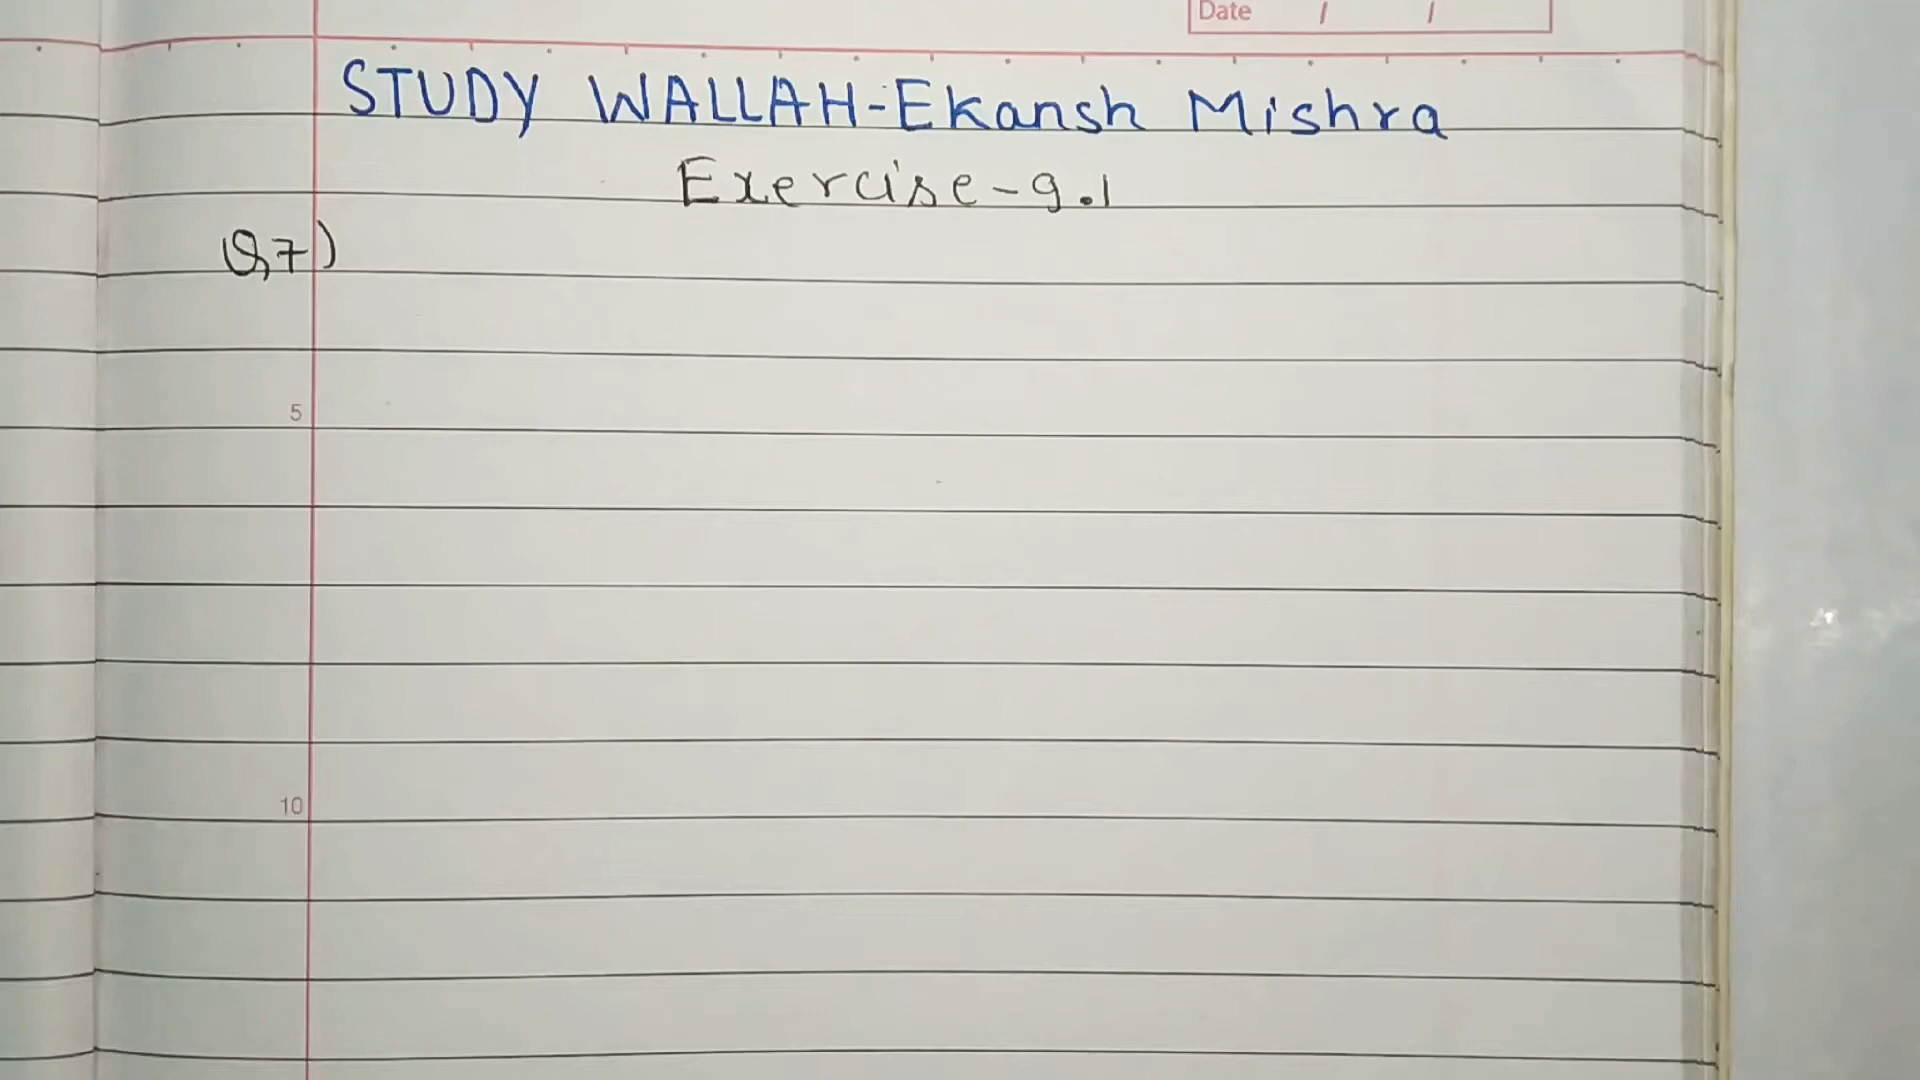 Date / /
STUDY WALLAH-Ekansh Mishra
Exercise-9.1
Q,7)
5
10